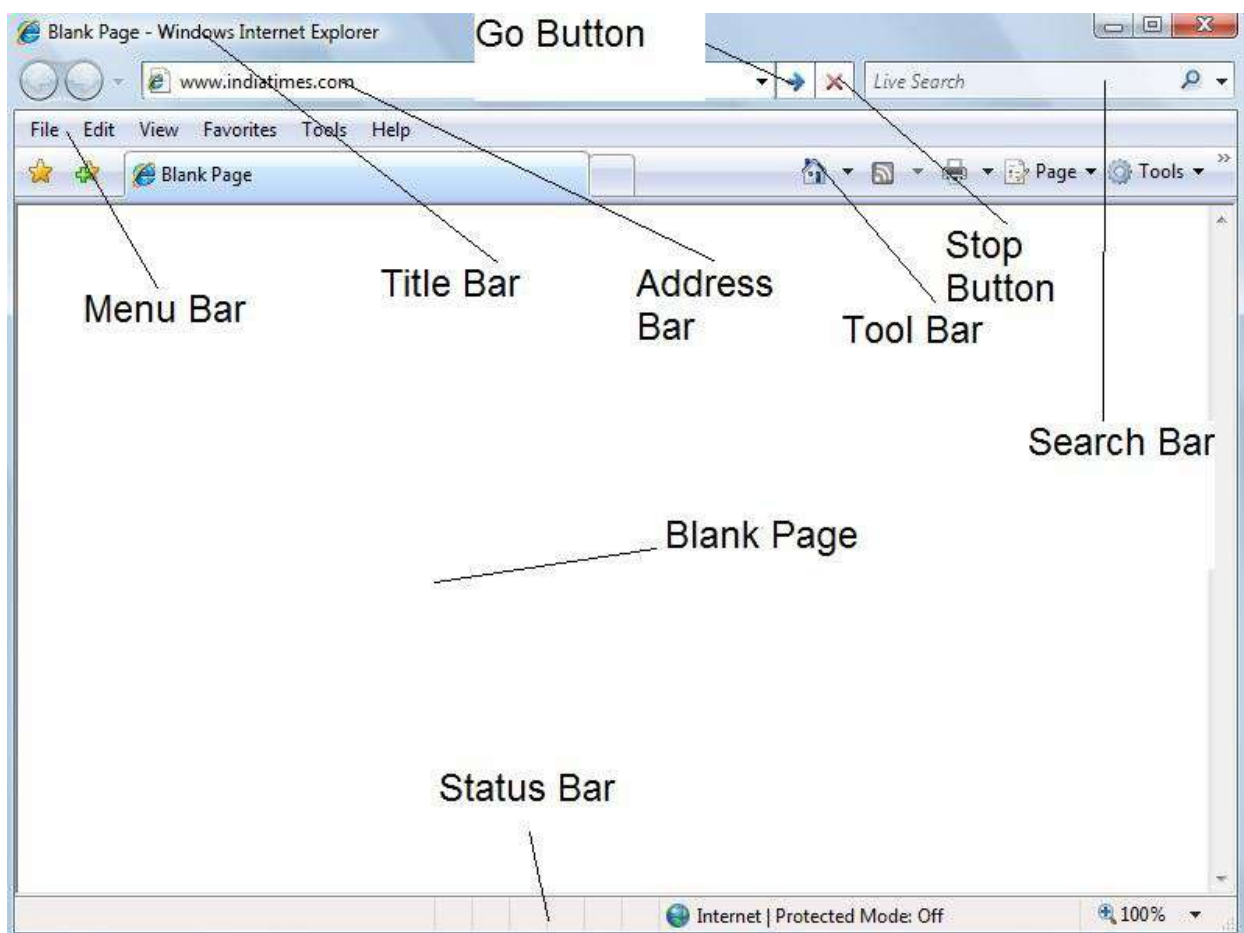 Blank Page - Windows Internet Explorer
Go Button
www.indiatimes.com
Live Search
File Edit View Favorites Tools Help
Blank Page
Page Tools
Menu Bar
Title Bar
Address
Bar
Stop
Button
Tool Bar
Search Bar
Blank Page
Status Bar
Internet | Protected Mode: Off
100%